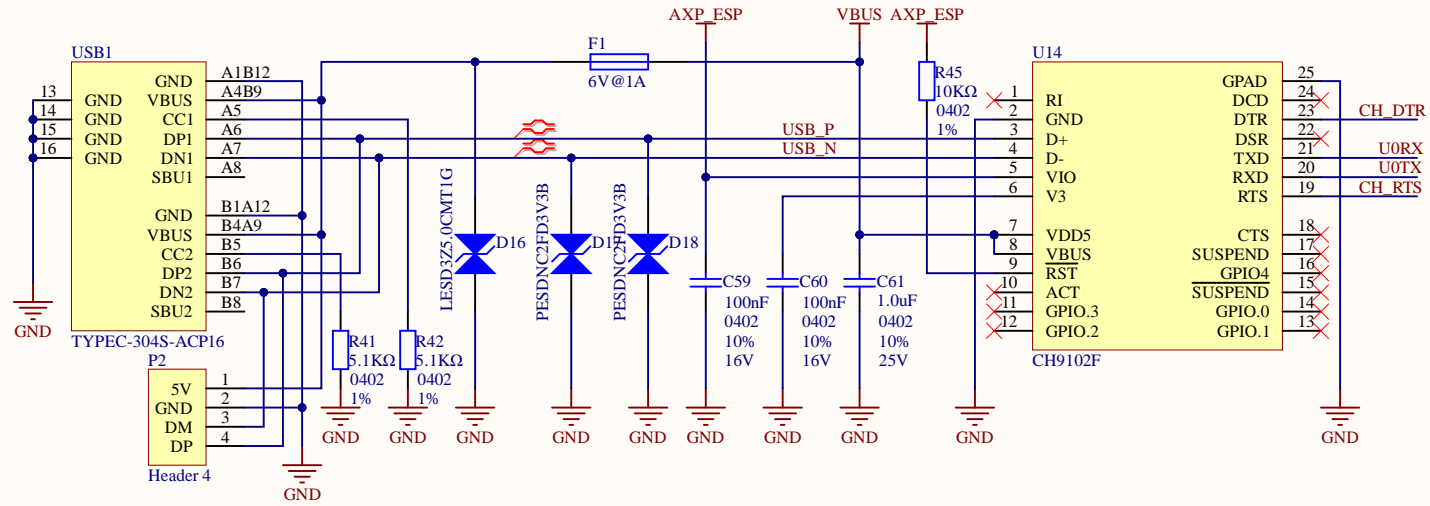 AXP_ESP
VBUS
AXP_ESP
USB1
GND A1B12
VBUS A4B9
CC1 A5
DP1 A6
DN1 A7
SBU1 A8
GND B1A12
VBUS B4A9
CC2 B5
DP2 B6
DN2 B7
SBU2 B8
13 GND
14 GND
15 GND
16 GND
TYPEC-304S-ACP16
GND
P2
5V 1
GND 2
DM 3
DP 4
Header 4
GND
F1
6V@1A
USB_P
USB_N
R41
5.1KΩ
0402
1%
GND
R42
5.1KΩ
0402
1%
GND
LESD3Z5.0CMT1G
D16
GND
PESDNC2FD3V3B
D17
GND
PESDNC2FD3V3B
D18
GND
C59
100nF
0402
10%
16V
GND
C60
100nF
0402
10%
16V
GND
C61
1.0uF
0402
10%
25V
GND
R45
10KΩ
0402
1%
GND
U14
1 RI
2 GND
3 D+
4 D-
5 VIO
6 V3
7 VDD5
8 VBUS
9 RST
10 ACT
11 GPIO.3
12 GPIO.2
GPAD 25
DCD 24
DTR 23 CH_DTR
DSR 22
TXD 21 U0RX
RXD 20 U0TX
RTS 19 CH_RTS
CTS 18
SUSPEND 17
GPIO4 16
SUSPEND 15
GPIO.0 14
GPIO.1 13
CH9102F
GND